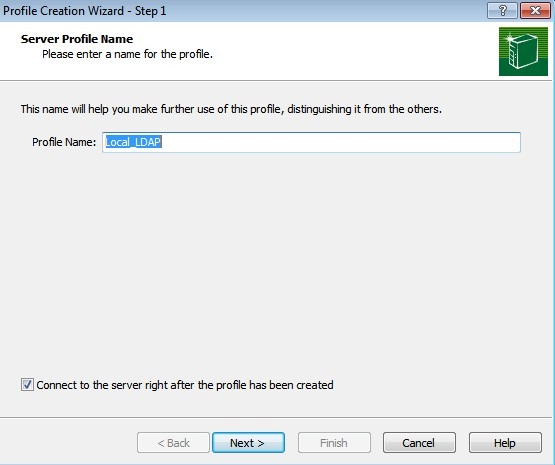 Profile Creation Wizard - Step 1
Server Profile Name
Please enter a name for the profile.
This name will help you make further use of this profile, distinguishing it from the others.
Profile Name: Local_LDAP
Connect to the server right after the profile has been created
< Back Next > Finish Cancel Help